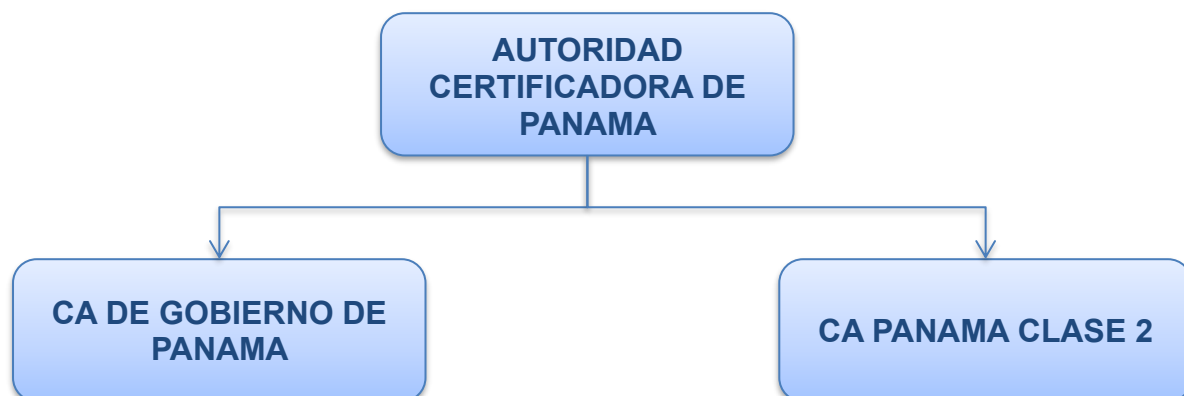 AUTORIDAD
CERTIFICADORA DE
PANAMA
CA DE GOBIERNO DE
PANAMA
CA PANAMA CLASE 2